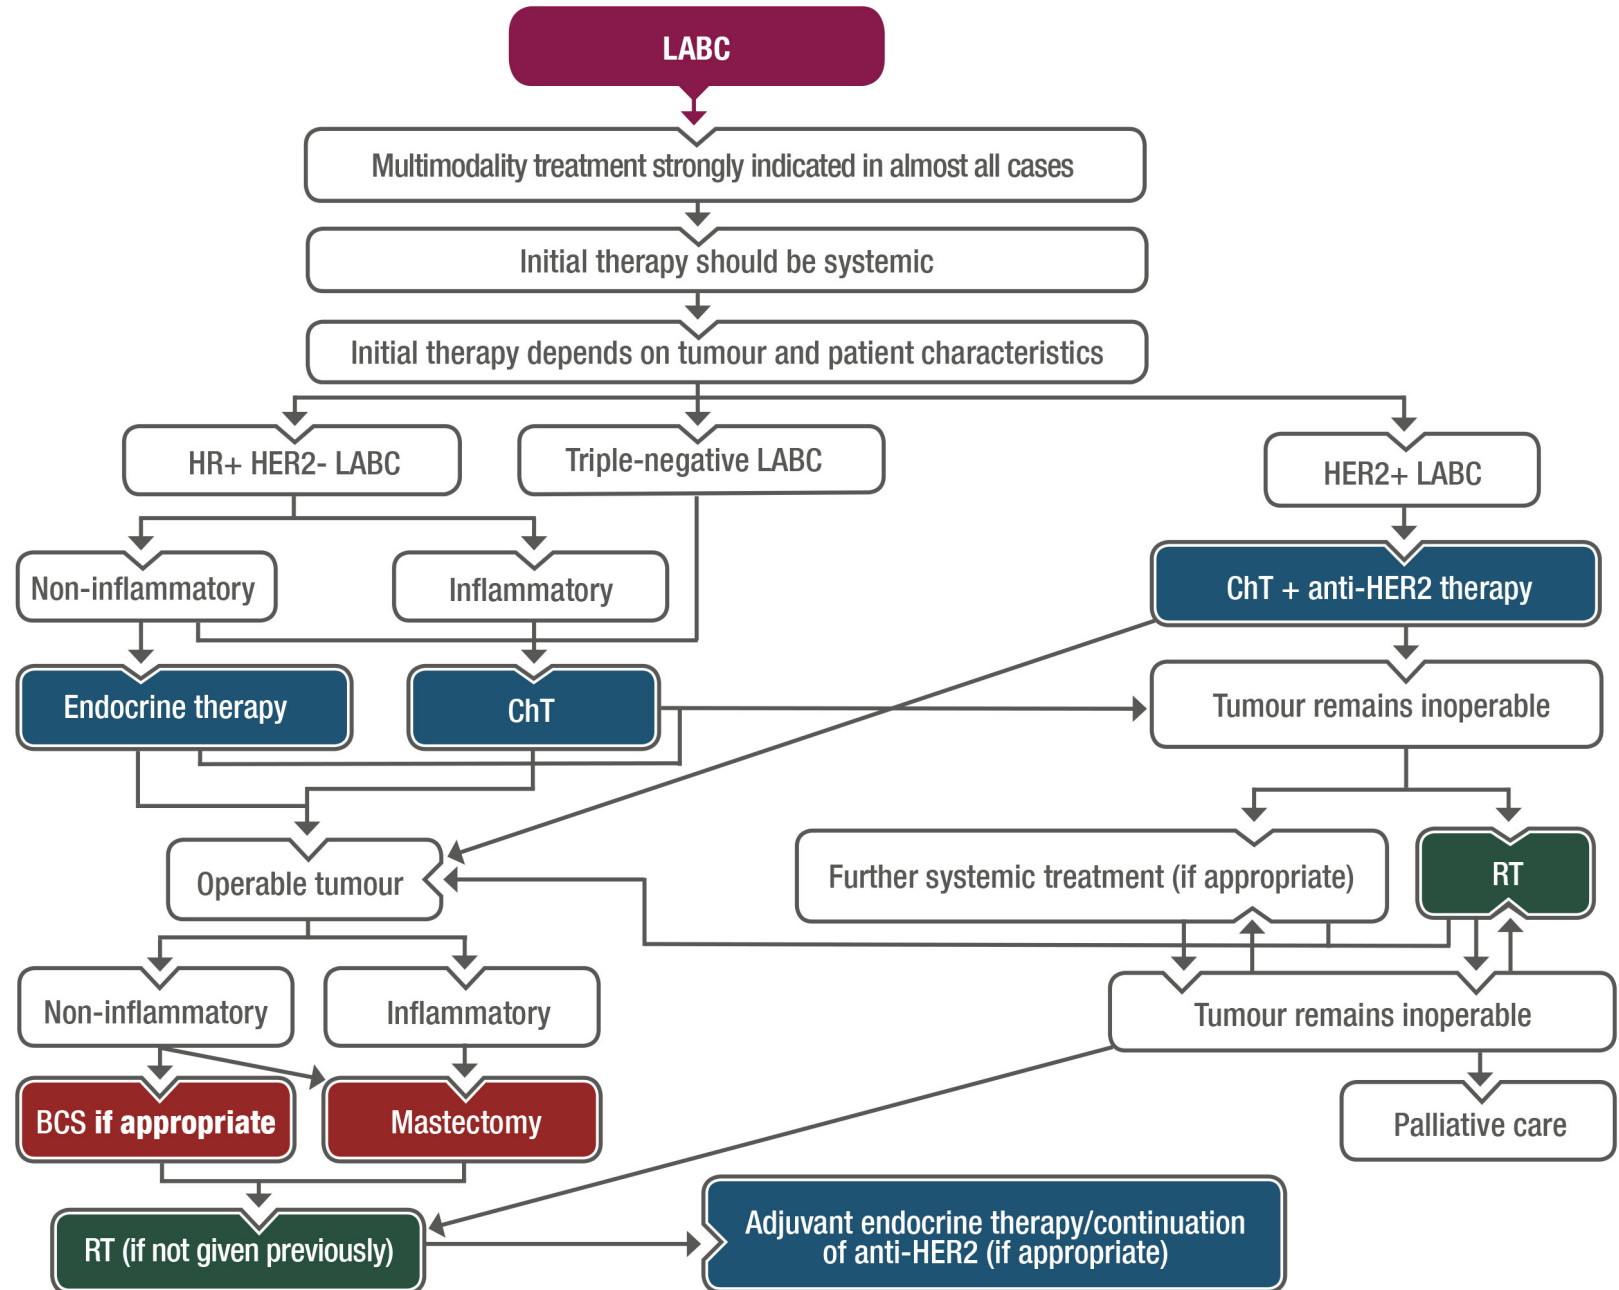 LABC
Multimodality treatment strongly indicated in almost all cases
Initial therapy should be systemic
Initial therapy depends on tumour and patient characteristics
HR+ HER2- LABC
Triple-negative LABC
HER2+ LABC
Non-inflammatory
Inflammatory
ChT + anti-HER2 therapy
Endocrine therapy
ChT
Tumour remains inoperable
Operable tumour
Further systemic treatment (if appropriate)
RT
Non-inflammatory
Inflammatory
Tumour remains inoperable
BCS if appropriate
Mastectomy
Palliative care
RT (if not given previously)
Adjuvant endocrine therapy/continuation
of anti-HER2 (if appropriate)